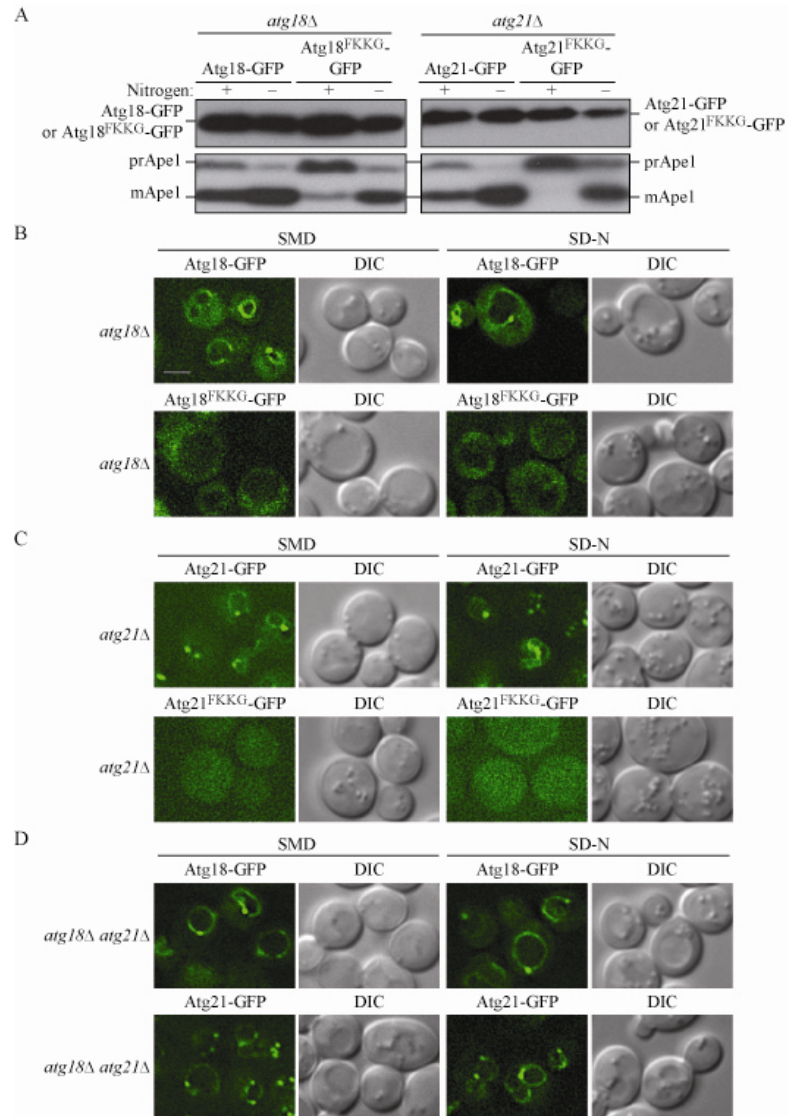 A
atg18Δ atg21Δ
Atg18-GFP Atg18FKKG-GFP Atg21-GFP Atg21FKKG-GFP
Nitrogen: + – + – + – + –
Atg18-GFP or Atg18FKKG-GFP Atg21-GFP or Atg21FKKG-GFP
prApe1 prApe1
mApe1 mApe1
B
SMD SD-N
Atg18-GFP DIC Atg18-GFP DIC
atg18Δ
Atg18FKKG-GFP DIC Atg18FKKG-GFP DIC
atg18Δ
C
SMD SD-N
Atg21-GFP DIC Atg21-GFP DIC
atg21Δ
Atg21FKKG-GFP DIC Atg21FKKG-GFP DIC
atg21Δ
D
SMD SD-N
Atg18-GFP DIC Atg18-GFP DIC
atg18Δ atg21Δ
Atg21-GFP DIC Atg21-GFP DIC
atg18Δ atg21Δ